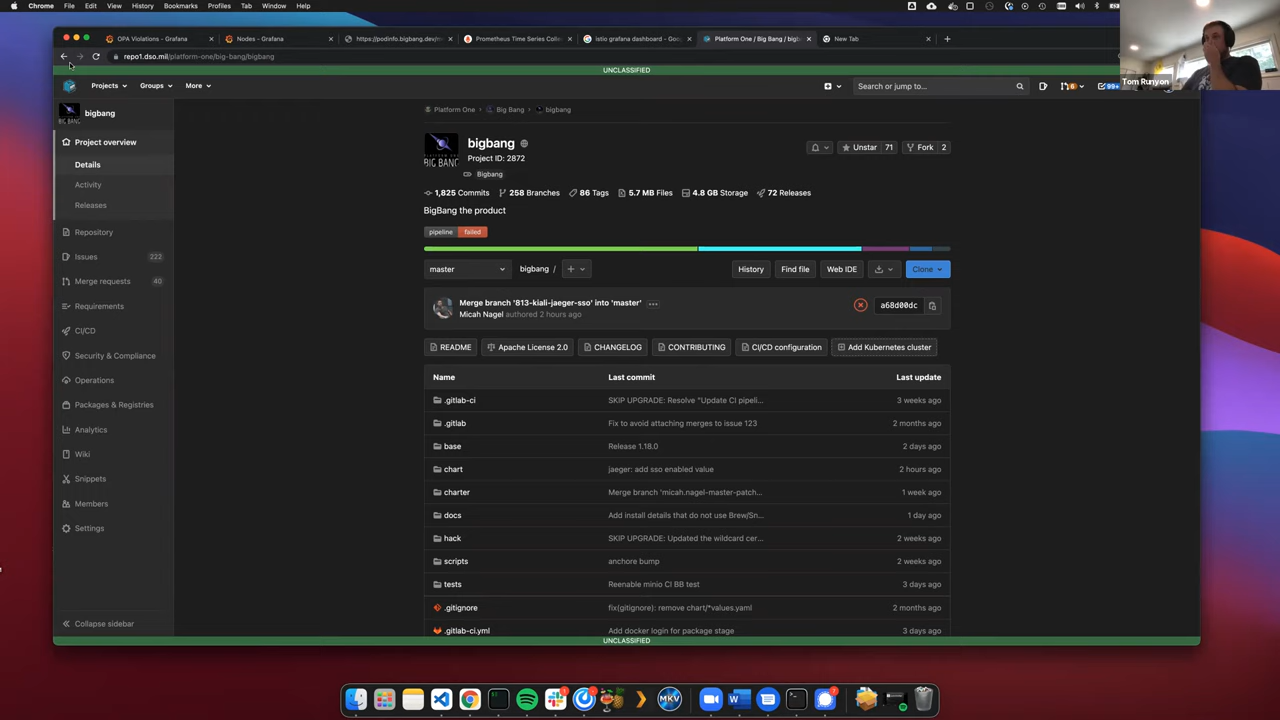 Chrome File Edit View History Bookmarks Profiles Tab Window Help
OPA Violations - Grafana
Nodes - Grafana
https://podinfo.bigbang.dev/m
Prometheus Time Series Collec
istio grafana dashboard - Goog
Platform One / Big Bang / bigb
New Tab
repo1.dso.mil/platform-one/big-bang/bigbang
Tom Runyon
UNCLASSIFIED
Projects Groups More
Search or jump to...
6
99+
bigbang
Project overview
Details
Activity
Releases
Repository
Issues 222
Merge requests 40
Requirements
CI/CD
Security & Compliance
Operations
Packages & Registries
Analytics
Wiki
Snippets
Members
Settings
Collapse sidebar
Platform One > Big Bang > bigbang
BIG BANG
bigbang
Project ID: 2872
Bigbang
Unstar 71
Fork 2
1,825 Commits 258 Branches 86 Tags 5.7 MB Files 4.8 GB Storage 72 Releases
BigBang the product
pipeline failed
master
bigbang /
History
Find file
Web IDE
Clone
Merge branch '813-kiali-jaeger-sso' into 'master'
Micah Nagel authored 2 hours ago
a68d00dc
README
Apache License 2.0
CHANGELOG
CONTRIBUTING
CI/CD configuration
Add Kubernetes cluster
Name Last commit Last update
.gitlab-ci SKIP UPGRADE: Resolve "Update CI pipeli... 3 weeks ago
.gitlab Fix to avoid attaching merges to issue 123 2 months ago
base Release 1.18.0 2 days ago
chart jaeger: add sso enabled value 2 hours ago
charter Merge branch 'micah.nagel-master-patch... 1 week ago
docs Add install details that do not use Brew/Sn... 1 day ago
hack SKIP UPGRADE: Updated the wildcard cer... 2 weeks ago
scripts anchore bump 2 weeks ago
tests Reenable minio CI BB test 3 days ago
.gitignore fix(gitignore): remove chart/*values.yaml 2 months ago
.gitlab-ci.yml Add docker login for package stage 3 days ago
UNCLASSIFIED
MKV